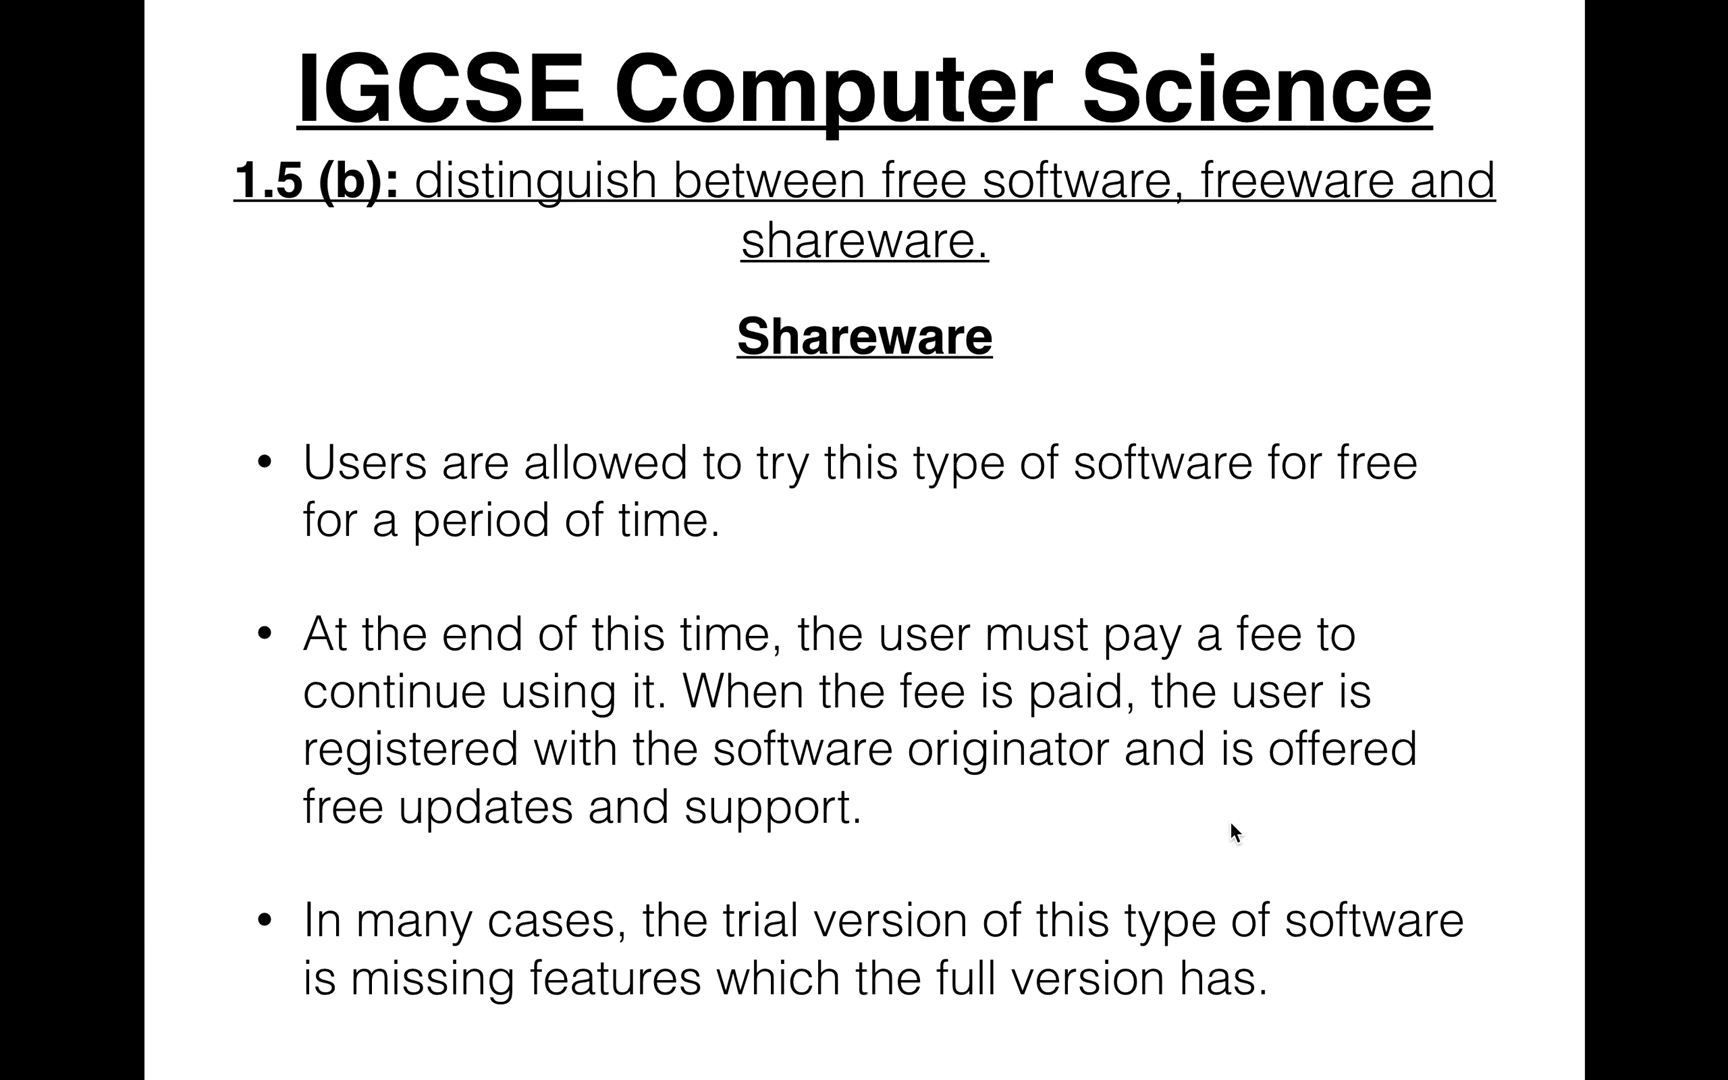 IGCSE Computer Science
1.5 (b): distinguish between free software, freeware and
shareware.
Shareware
• Users are allowed to try this type of software for free
for a period of time.
• At the end of this time, the user must pay a fee to
continue using it. When the fee is paid, the user is
registered with the software originator and is offered
free updates and support.
• In many cases, the trial version of this type of software
is missing features which the full version has.